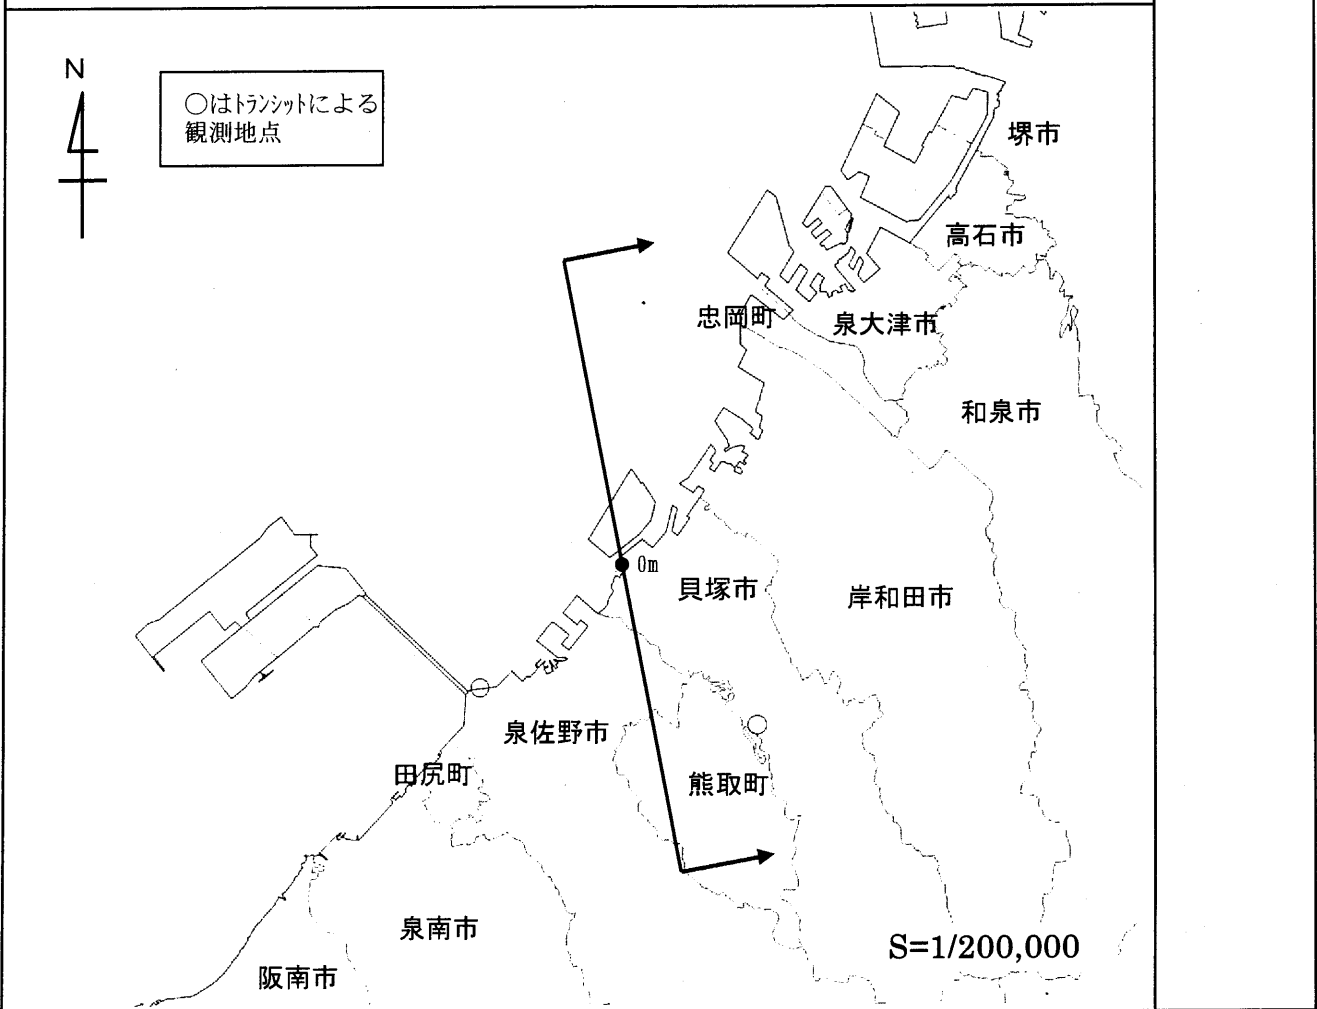 N
○はトランシットによる
観測地点
堺市
高石市
忠岡町
泉大津市
和泉市
0m
貝塚市
岸和田市
泉佐野市
田尻町
熊取町
泉南市
S=1/200,000
阪南市